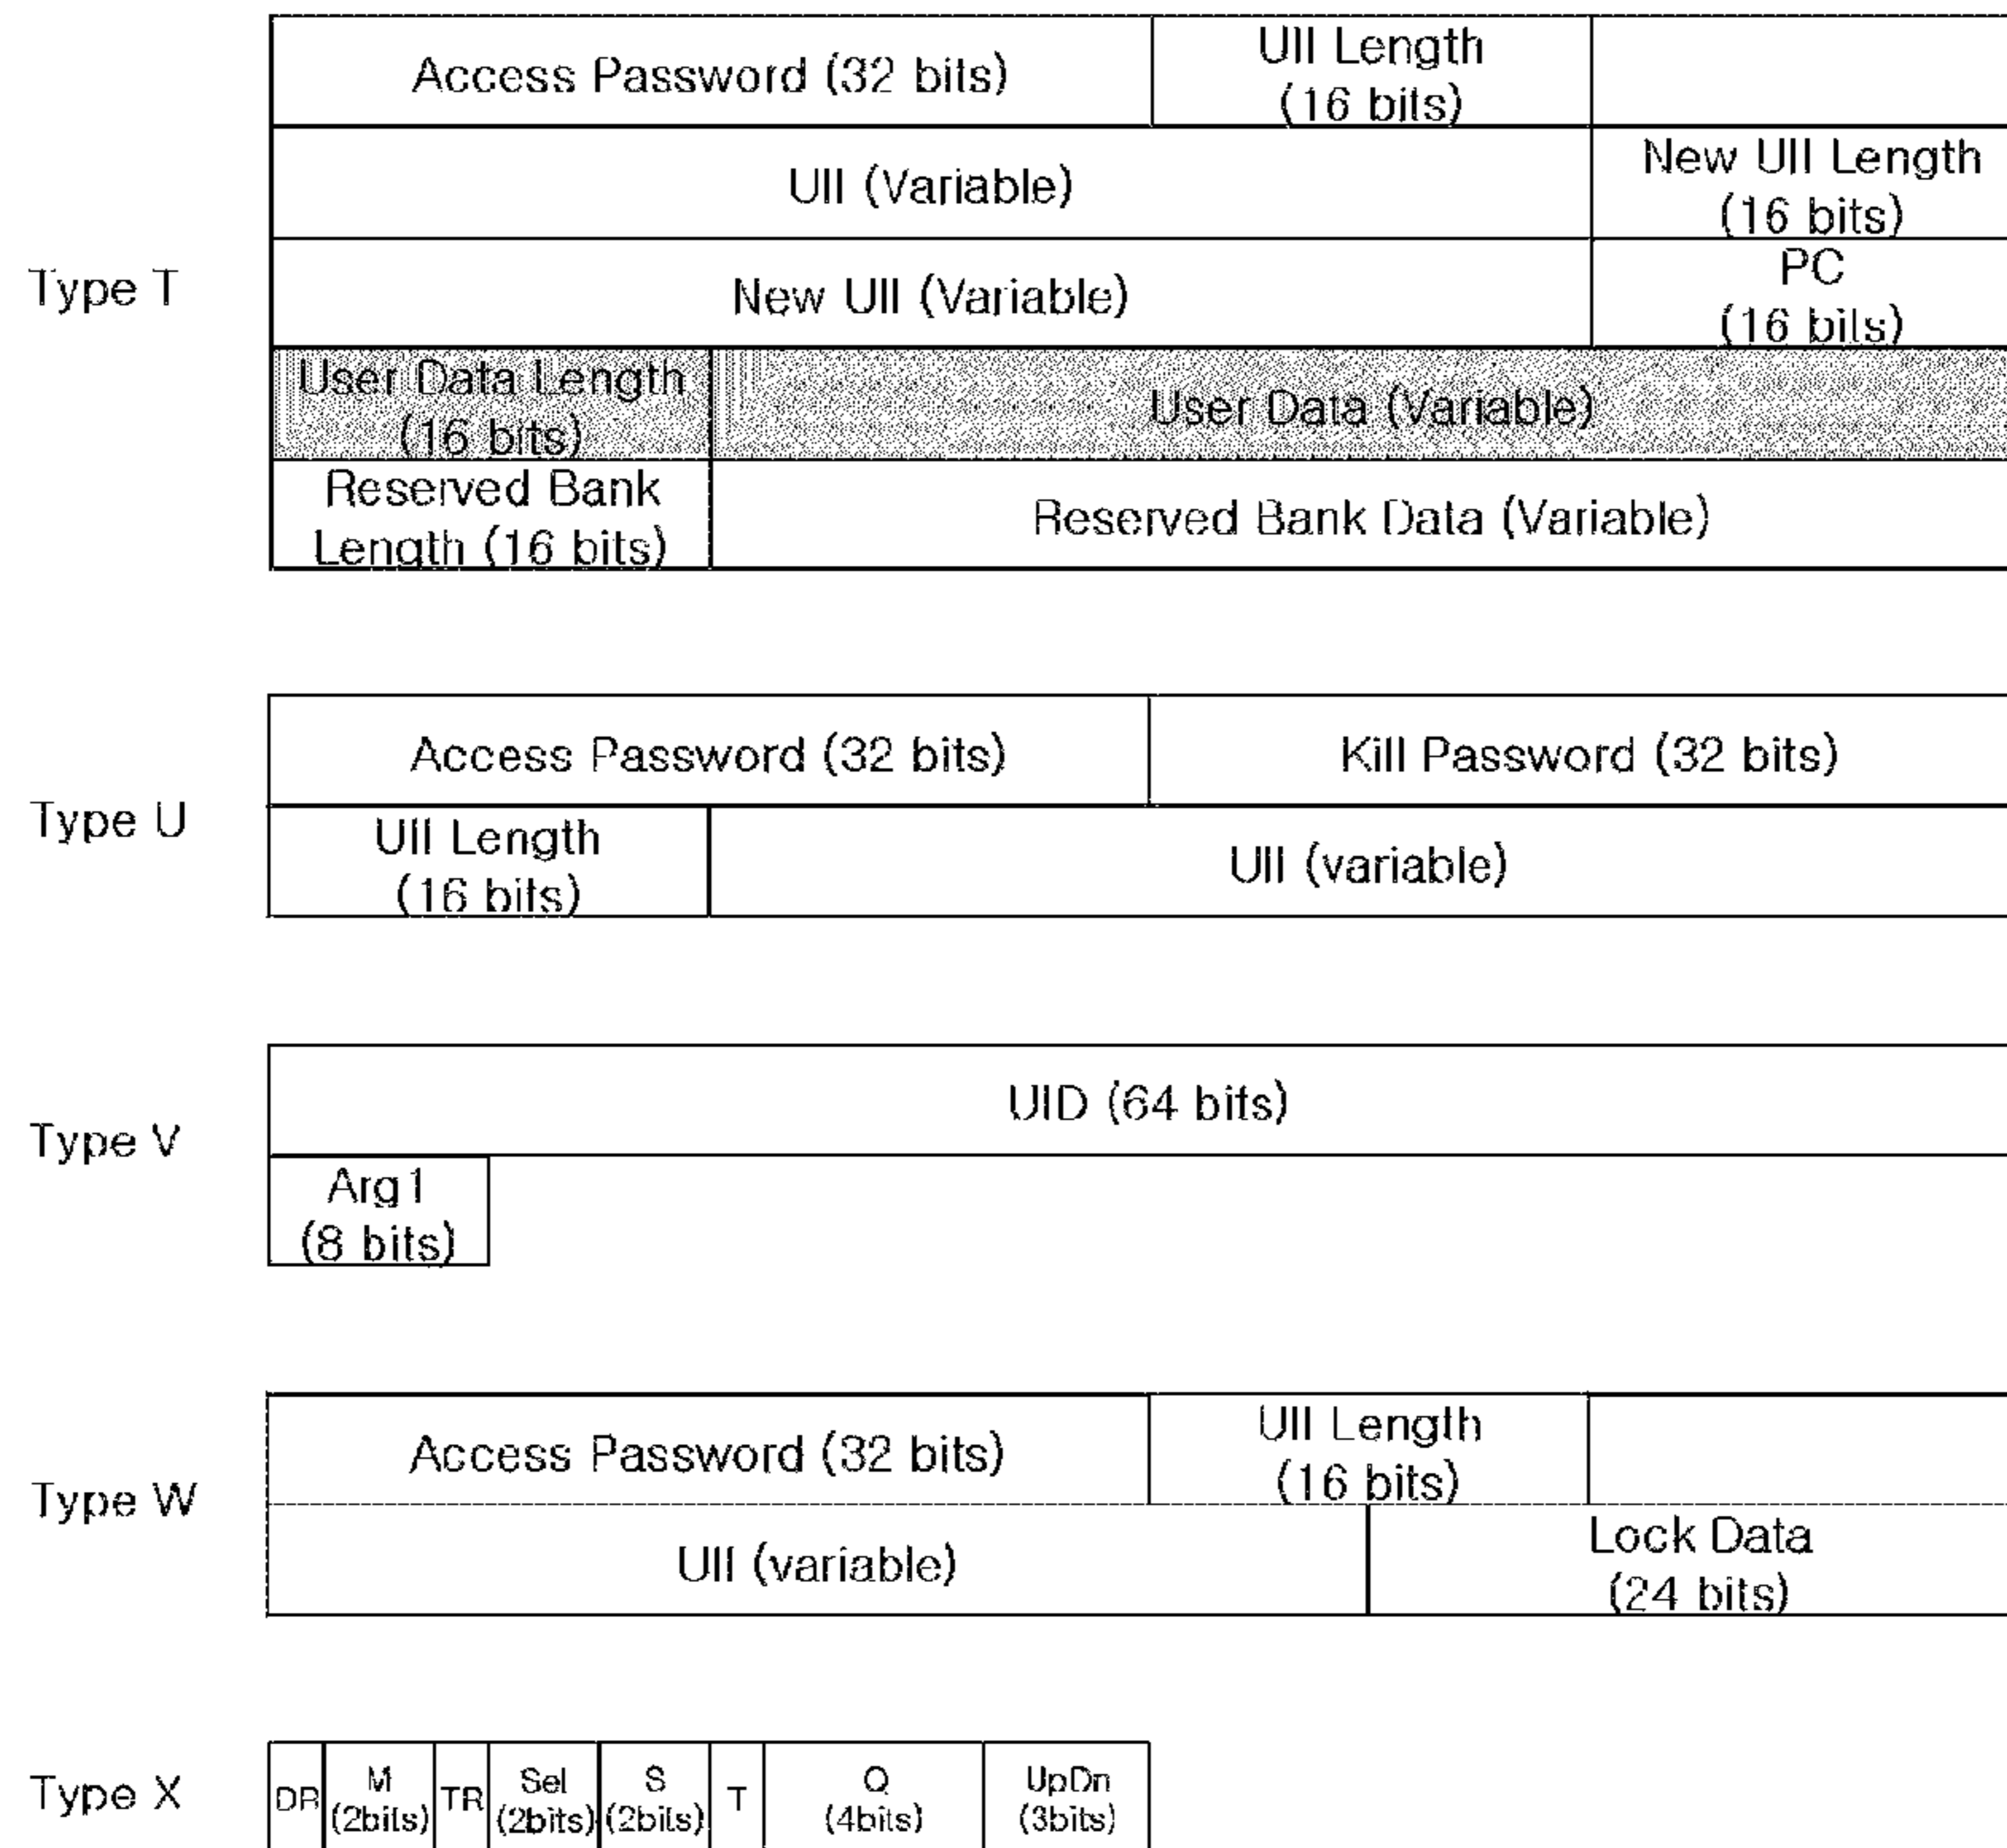 Access Password (32 bits)
UII Length
(16 bits)
UII (Variable)
New UII Length
(16 bits)
Type T
New UII (Variable)
PC
(16 bits)
User Data Length
(16 bits)
User Data (Variable)
Reserved Bank
Length (16 bits)
Reserved Bank Data (Variable)
Type U
Access Password (32 bits)
Kill Password (32 bits)
UII Length
(16 bits)
UII (variable)
Type V
UID (64 bits)
Arg1
(8 bits)
Type W
Access Password (32 bits)
UII Length
(16 bits)
UII (variable)
Lock Data
(24 bits)
Type X
DR
M
(2bits)
TR
Sel
(2bits)
S
(2bits)
T
Q
(4bits)
UpDn
(3bits)